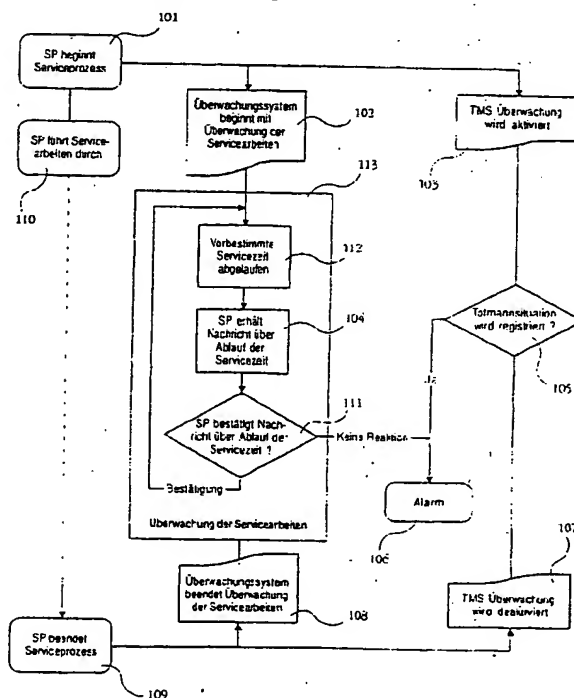 101
SP beginnt
Serviceprozess
Überwachungssystem
beginnt mit
Überwachung der
Servicearbeiten
102
TMS Überwachung
wird aktiviert
103
SP führt Service-
arbeiten durch
110
113
Vorbestimmte
Servicezeit
abgelaufen
112
SP erhält
Nachricht über
Ablauf der
Servicezeit
104
Totmannsituation
wird registriert ?
105
Ja
111
SP bestätigt Nach-
richt über Ablauf der
Servicezeit ?
Keine Reaktion
Bestätigung
Alarm
106
Überwachung der Servicearbeiten
107
Überwachungssystem
beendet Überwachung
der Servicearbeiten
108
TMS Überwachung
wird deaktiviert
SP beendet
Serviceprozess
109